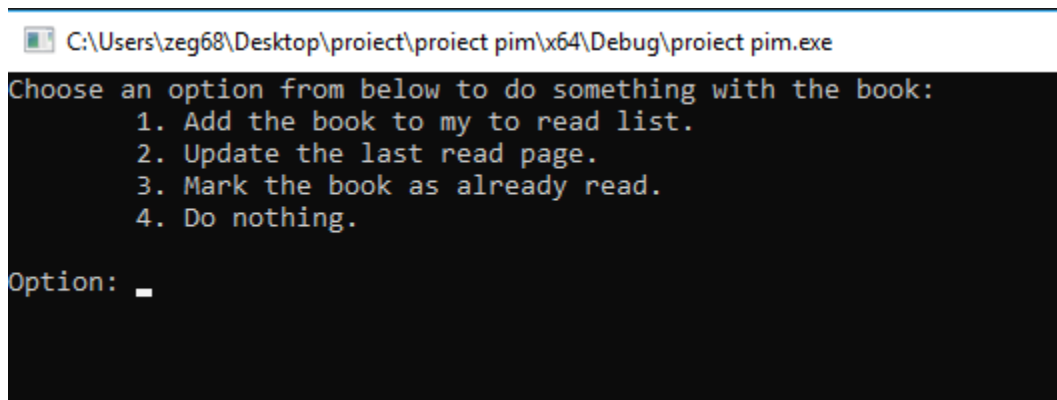 C:\Users\zeg68\Desktop\proiect\proiect pim\x64\Debug\proiect pim.exe
Choose an option from below to do something with the book:
1. Add the book to my to read list.
2. Update the last read page.
3. Mark the book as already read.
4. Do nothing.
Option: